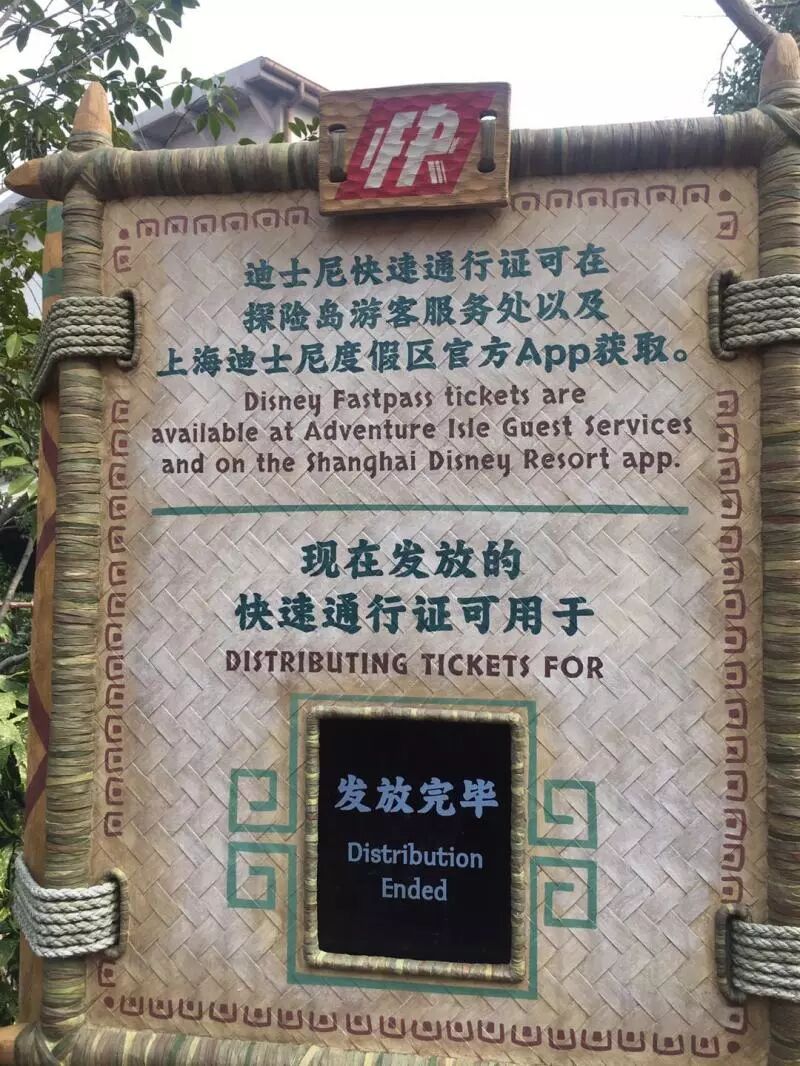 FP
迪士尼快速通行证可在
探险岛游客服务处以及
上海迪士尼度假区官方App获取。
Disney Fastpass tickets are
available at Adventure Isle Guest Services
and on the Shanghai Disney Resort app.
现在发放的
快速通行证可用于
DISTRIBUTING TICKETS FOR
发放完毕
Distribution
Ended